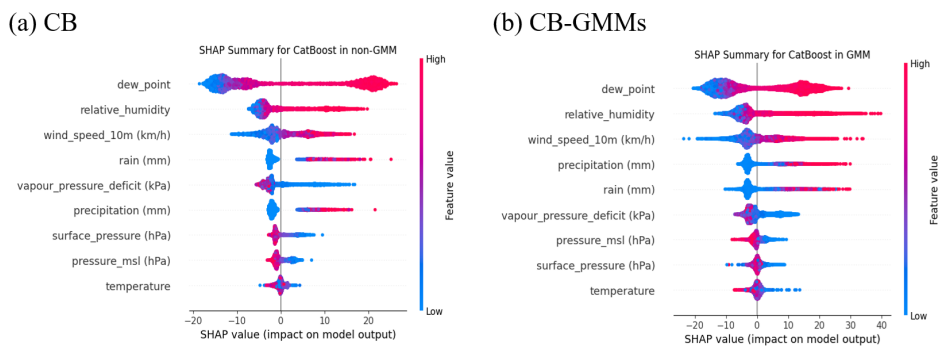 (a) CB
SHAP Summary for CatBoost in non-GMM
High
dew_point
relative_humidity
wind_speed_10m (km/h)
rain (mm)
vapour_pressure_deficit (kPa)
precipitation (mm)
surface_pressure (hPa)
pressure_msl (hPa)
temperature
Feature value
Low
−20 −10 0 10 20
SHAP value (impact on model output)
(b) CB-GMMs
SHAP Summary for CatBoost in GMM
High
dew_point
relative_humidity
wind_speed_10m (km/h)
precipitation (mm)
rain (mm)
vapour_pressure_deficit (kPa)
pressure_msl (hPa)
surface_pressure (hPa)
temperature
Feature value
Low
−20 −10 0 10 20 30 40
SHAP value (impact on model output)